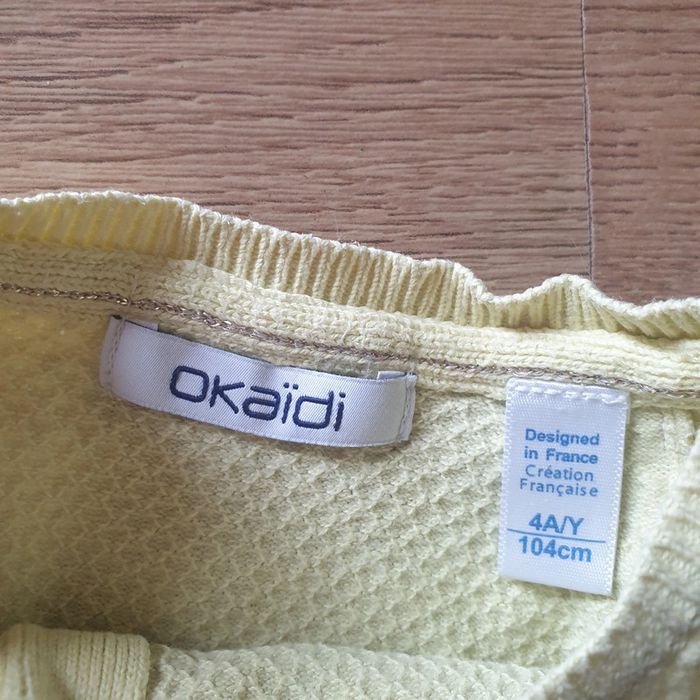 okaïdi
Designed
in France
Création
Française
4A/Y
104cm